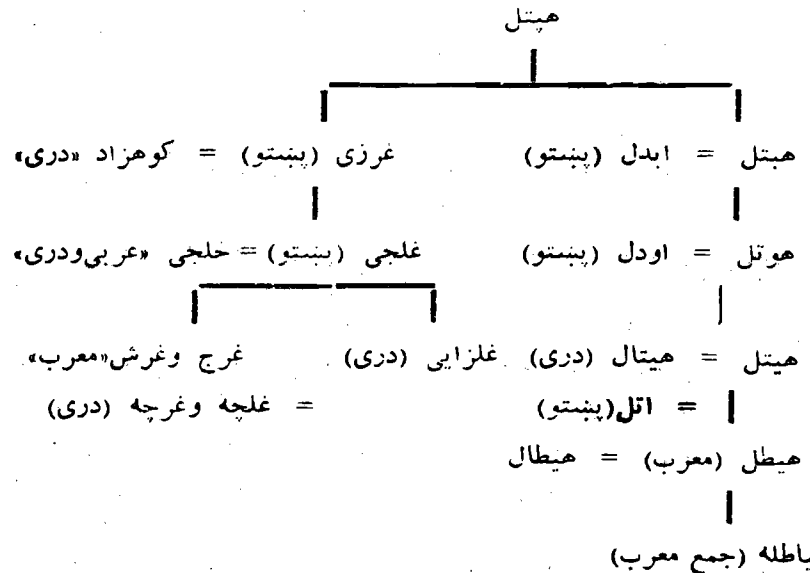 هپتل
هبتل = ابدل (پښتو) غرزی (پښتو) = کوهزاد «دری»
هوتل = اودل (پښتو) غلجی (پښتو) = خلجی «عربی‌ودری»
هیتل = هیتال (دری) غلزایی (دری) غرج وغرش«معرب»
= اتل(پښتو) = غلچه وغرچه (دری)
هیطل (معرب) = هیطال
یاطله (جمع معرب)